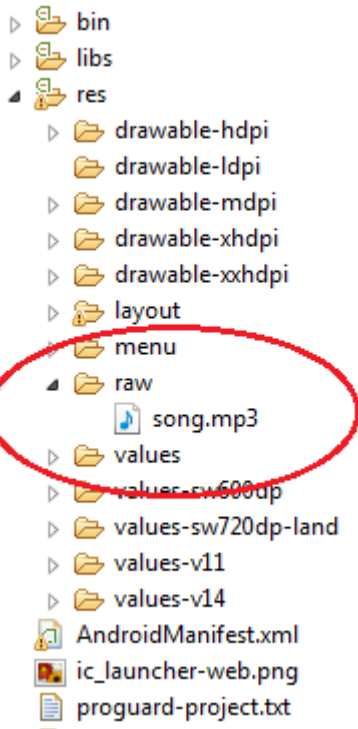 bin
libs
res
drawable-hdpi
drawable-ldpi
drawable-mdpi
drawable-xhdpi
drawable-xxhdpi
layout
menu
raw
song.mp3
values
values-sw600dp
values-sw720dp-land
values-v11
values-v14
AndroidManifest.xml
ic_launcher-web.png
proguard-project.txt